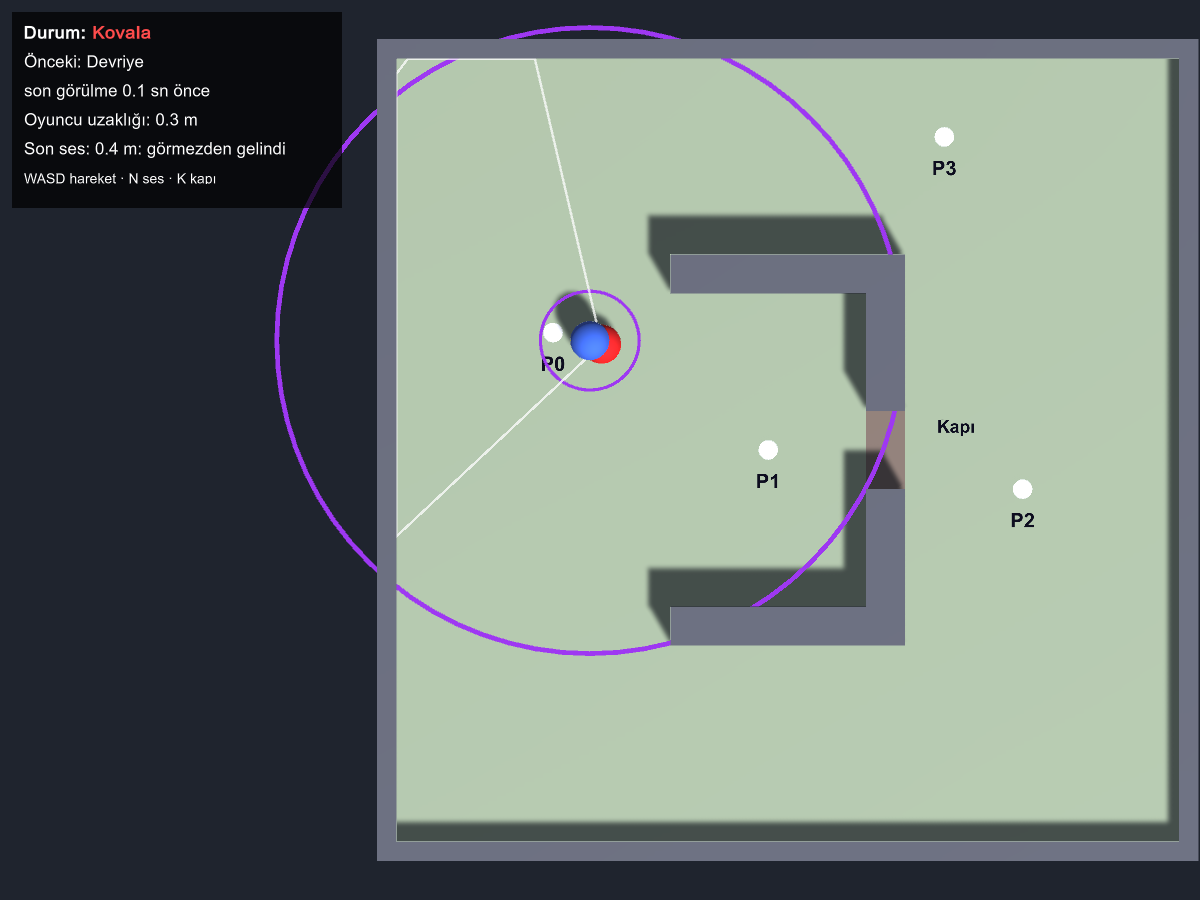 Durum: Kovala
Önceki: Devriye
son görülme 0.1 sn önce
Oyuncu uzaklığı: 0.3 m
Son ses: 0.4 m: görmezden gelindi
WASD hareket · N ses · K kapı
P3
P0
Kapı
P1
P2